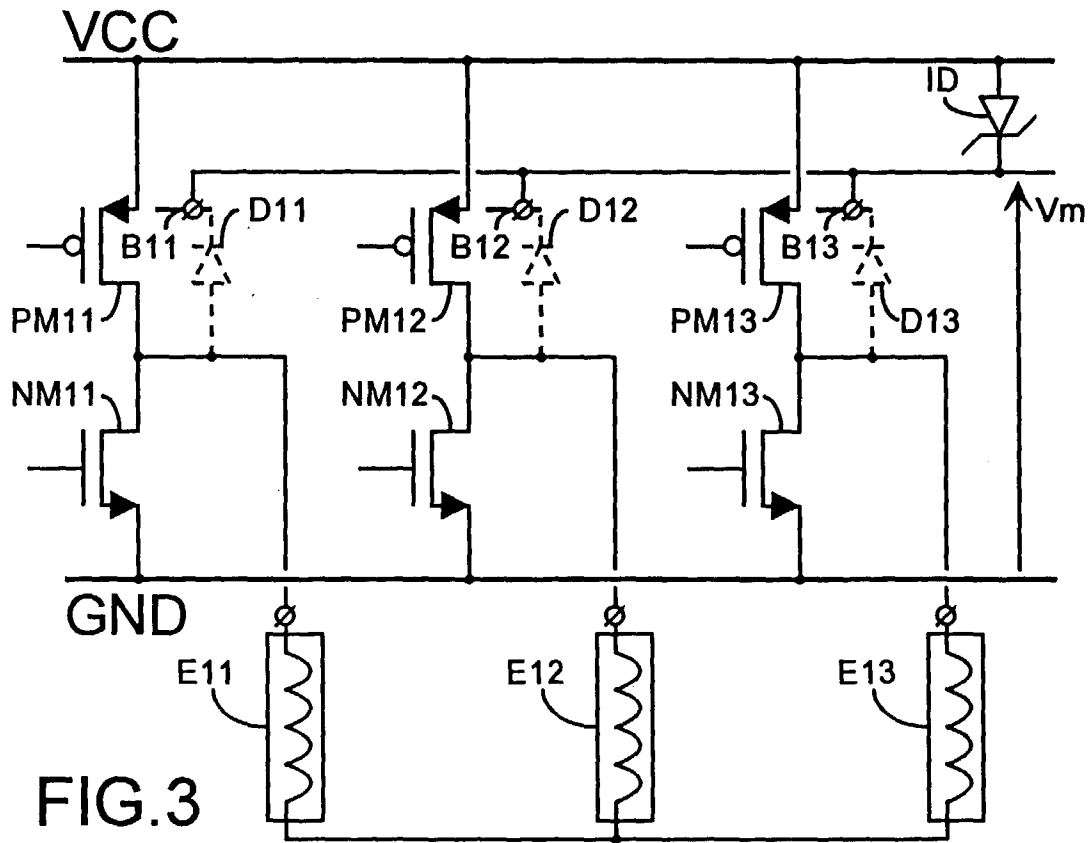 VCC
ID
B11 D11 B12 D12 B13 Vm
PM11 PM12 PM13 D13
NM11 NM12 NM13
GND
E11 E12 E13
FIG.3